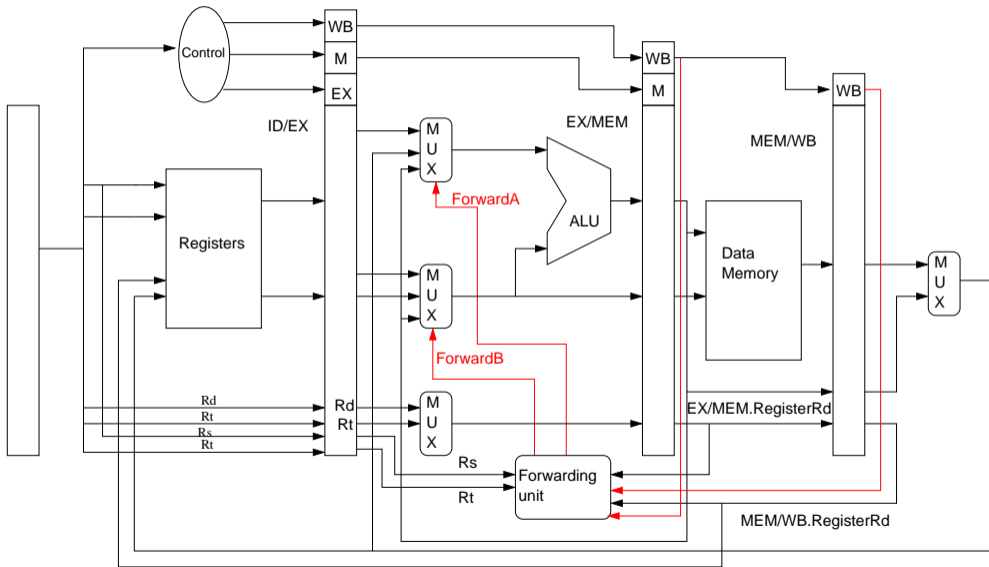 WB
Control
M
WB
EX
M
WB
ID/EX
EX/MEM
MEM/WB
M
U
X
ForwardA
ALU
Registers
Data
Memory
M
U
X
M
U
X
ForwardB
Rd
Rt
Rs
Rt
Rd
Rt
M
U
X
EX/MEM.RegisterRd
Rs
Rt
Forwarding
unit
MEM/WB.RegisterRd